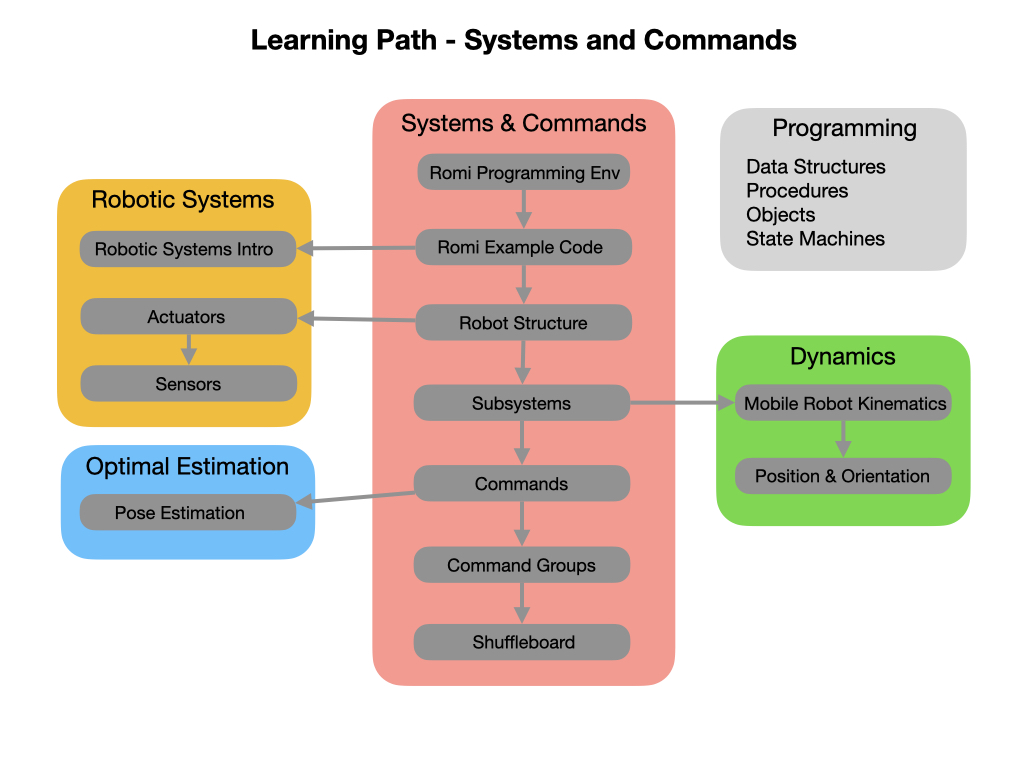 Learning Path - Systems and Commands
Systems & Commands
Romi Programming Env
Romi Example Code
Robot Structure
Subsystems
Commands
Command Groups
Shuffleboard
Robotic Systems
Robotic Systems Intro
Actuators
Sensors
Optimal Estimation
Pose Estimation
Programming
Data Structures
Procedures
Objects
State Machines
Dynamics
Mobile Robot Kinematics
Position & Orientation